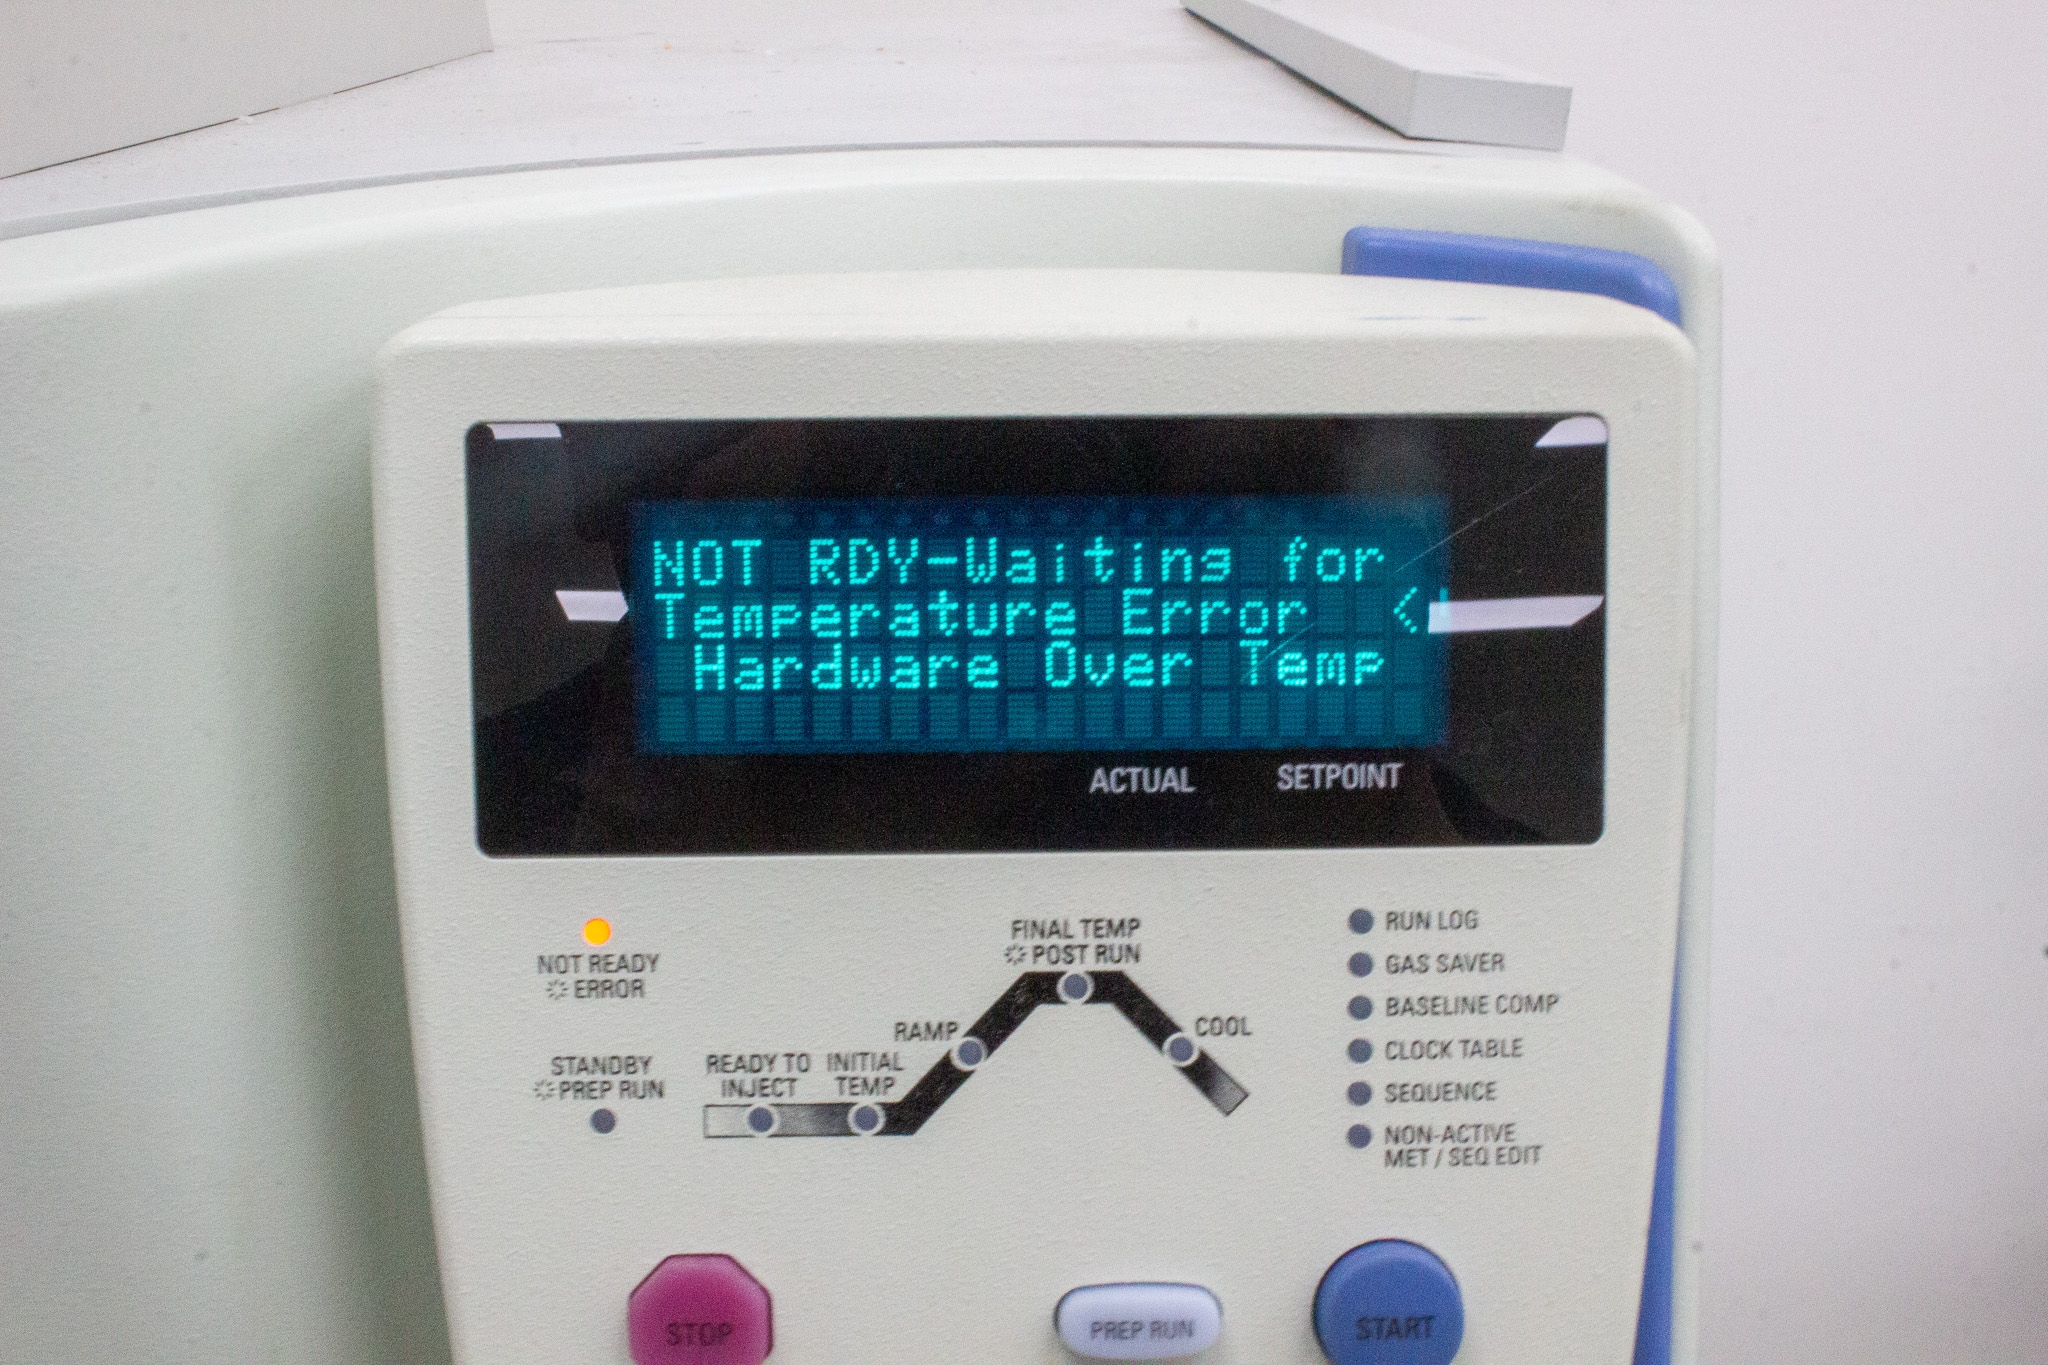 NOT RDY-Waiting for
Temperature Error <
Hardware Over Temp
ACTUAL SETPOINT
NOT READY
ERROR
STANDBY
PREP RUN
READY TO
INJECT
INITIAL
TEMP
RAMP
FINAL TEMP
POST RUN
COOL
RUN LOG
GAS SAVER
BASELINE COMP
CLOCK TABLE
SEQUENCE
NON-ACTIVE
MET / SEQ EDIT
STOP
PREP RUN
START